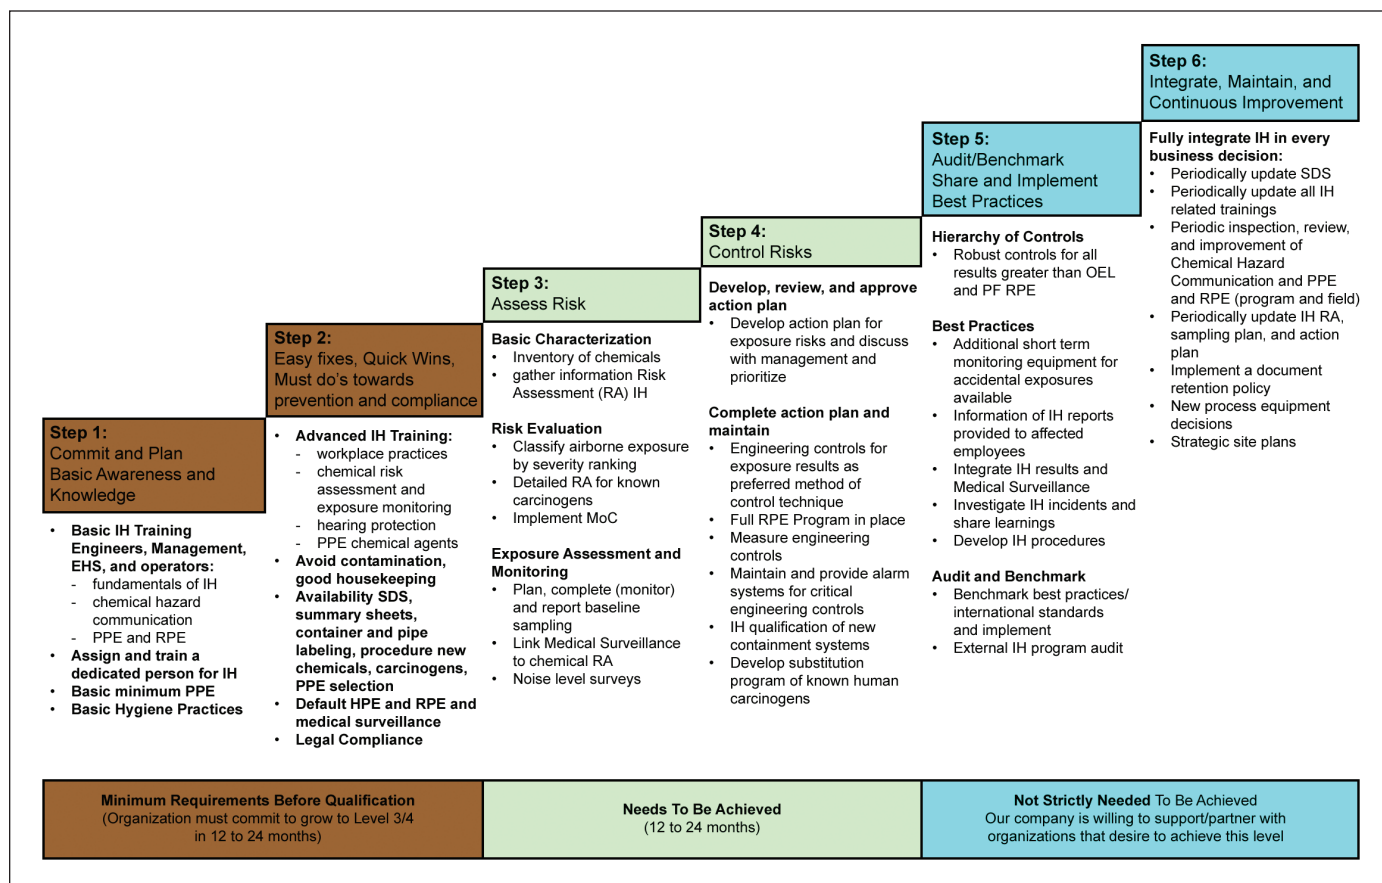 Step 1:
Commit and Plan
Basic Awareness and
Knowledge
• Basic IH Training
Engineers, Management,
EHS, and operators:
- fundamentals of IH
- chemical hazard
communication
- PPE and RPE
• Assign and train a
dedicated person for IH
• Basic minimum PPE
• Basic Hygiene Practices
Step 2:
Easy fixes, Quick Wins,
Must do's towards
prevention and compliance
• Advanced IH Training:
- workplace practices
- chemical risk
assessment and
exposure monitoring
- hearing protection
- PPE chemical agents
• Avoid contamination,
good housekeeping
• Availability SDS,
summary sheets,
container and pipe
labeling, procedure new
chemicals, carcinogens,
PPE selection
• Default HPE and RPE and
medical surveillance
• Legal Compliance
Step 3:
Assess Risk
Basic Characterization
• Inventory of chemicals
• gather information Risk
Assessment (RA) IH
Risk Evaluation
• Classify airborne exposure
by severity ranking
• Detailed RA for known
carcinogens
• Implement MoC
Exposure Assessment and
Monitoring
• Plan, complete (monitor)
and report baseline
sampling
• Link Medical Surveillance
to chemical RA
• Noise level surveys
Step 4:
Control Risks
Develop, review, and approve
action plan
• Develop action plan for
exposure risks and discuss
with management and
prioritize
Complete action plan and
maintain
• Engineering controls for
exposure results as
preferred method of
control technique
• Full RPE Program in place
• Measure engineering
controls
• Maintain and provide alarm
systems for critical
engineering controls
• IH qualification of new
containment systems
• Develop substitution
program of known human
carcinogens
Step 5:
Audit/Benchmark
Share and Implement
Best Practices
Hierarchy of Controls
• Robust controls for all
results greater than OEL
and PF RPE
Best Practices
• Additional short term
monitoring equipment for
accidental exposures
available
• Information of IH reports
provided to affected
employees
• Integrate IH results and
Medical Surveillance
• Investigate IH incidents and
share learnings
• Develop IH procedures
Audit and Benchmark
• Benchmark best practices/
international standards
and implement
• External IH program audit
Step 6:
Integrate, Maintain, and
Continuous Improvement
Fully integrate IH in every
business decision:
• Periodically update SDS
• Periodically update all IH
related trainings
• Periodic inspection, review,
and improvement of
Chemical Hazard
Communication and PPE
and RPE (program and field)
• Periodically update IH RA,
sampling plan, and action
plan
• Implement a document
retention policy
• New process equipment
decisions
• Strategic site plans
Minimum Requirements Before Qualification
(Organization must commit to grow to Level 3/4
in 12 to 24 months)
Needs To Be Achieved
(12 to 24 months)
Not Strictly Needed To Be Achieved
Our company is willing to support/partner with
organizations that desire to achieve this level